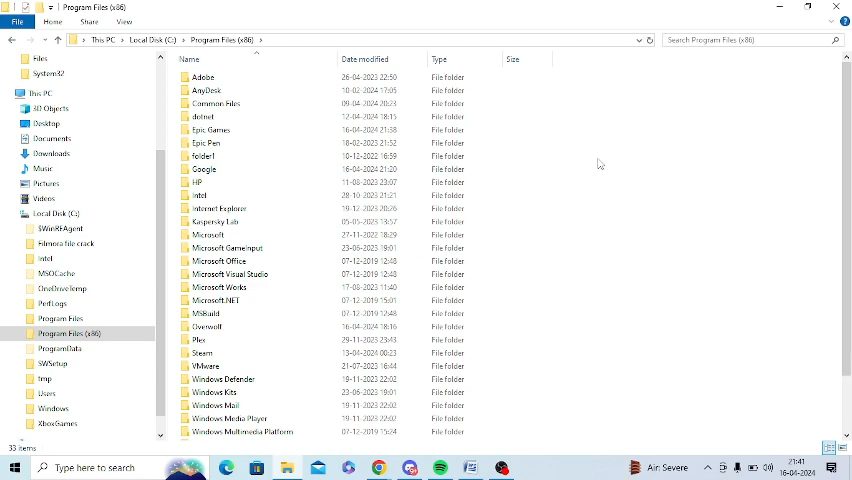 Program Files (x86)
File Home Share View
This PC Local Disk (C:) Program Files (x86) Search Program Files (x86)
Name Date modified Type Size
Files
System32
This PC
3D Objects
Desktop
Documents
Downloads
Music
Pictures
Videos
Local Disk (C:)
$WinREAgent
Filmora file crack
Intel
MSOCache
OneDriveTemp
PerfLogs
Program Files
Program Files (x86)
ProgramData
SWSetup
tmp
Users
Windows
XboxGames
Adobe 26-04-2023 22:50 File folder
AnyDesk 10-02-2024 17:05 File folder
Common Files 09-04-2024 20:23 File folder
dotnet 12-04-2024 18:15 File folder
Epic Games 16-04-2024 21:38 File folder
Epic Pen 18-02-2023 21:52 File folder
folder1 10-12-2022 16:59 File folder
Google 16-04-2024 21:20 File folder
HP 11-08-2023 23:07 File folder
Intel 28-10-2023 21:21 File folder
Internet Explorer 19-12-2023 20:26 File folder
Kaspersky Lab 05-05-2023 13:57 File folder
Microsoft 27-11-2022 18:29 File folder
Microsoft GameInput 23-06-2023 19:01 File folder
Microsoft Office 07-12-2019 12:48 File folder
Microsoft Visual Studio 07-12-2019 12:48 File folder
Microsoft Works 17-08-2023 11:40 File folder
Microsoft.NET 07-12-2019 15:01 File folder
MSBuild 07-12-2019 12:48 File folder
Overwolf 16-04-2024 18:16 File folder
Plex 29-11-2023 23:43 File folder
Steam 13-04-2024 00:23 File folder
VMware 21-07-2023 16:44 File folder
Windows Defender 19-11-2023 22:02 File folder
Windows Kits 23-06-2023 19:01 File folder
Windows Mail 19-11-2023 22:02 File folder
Windows Media Player 19-11-2023 22:02 File folder
Windows Multimedia Platform 07-12-2019 15:24 File folder
33 items
Type here to search Air: Severe 21:41
16-04-2024